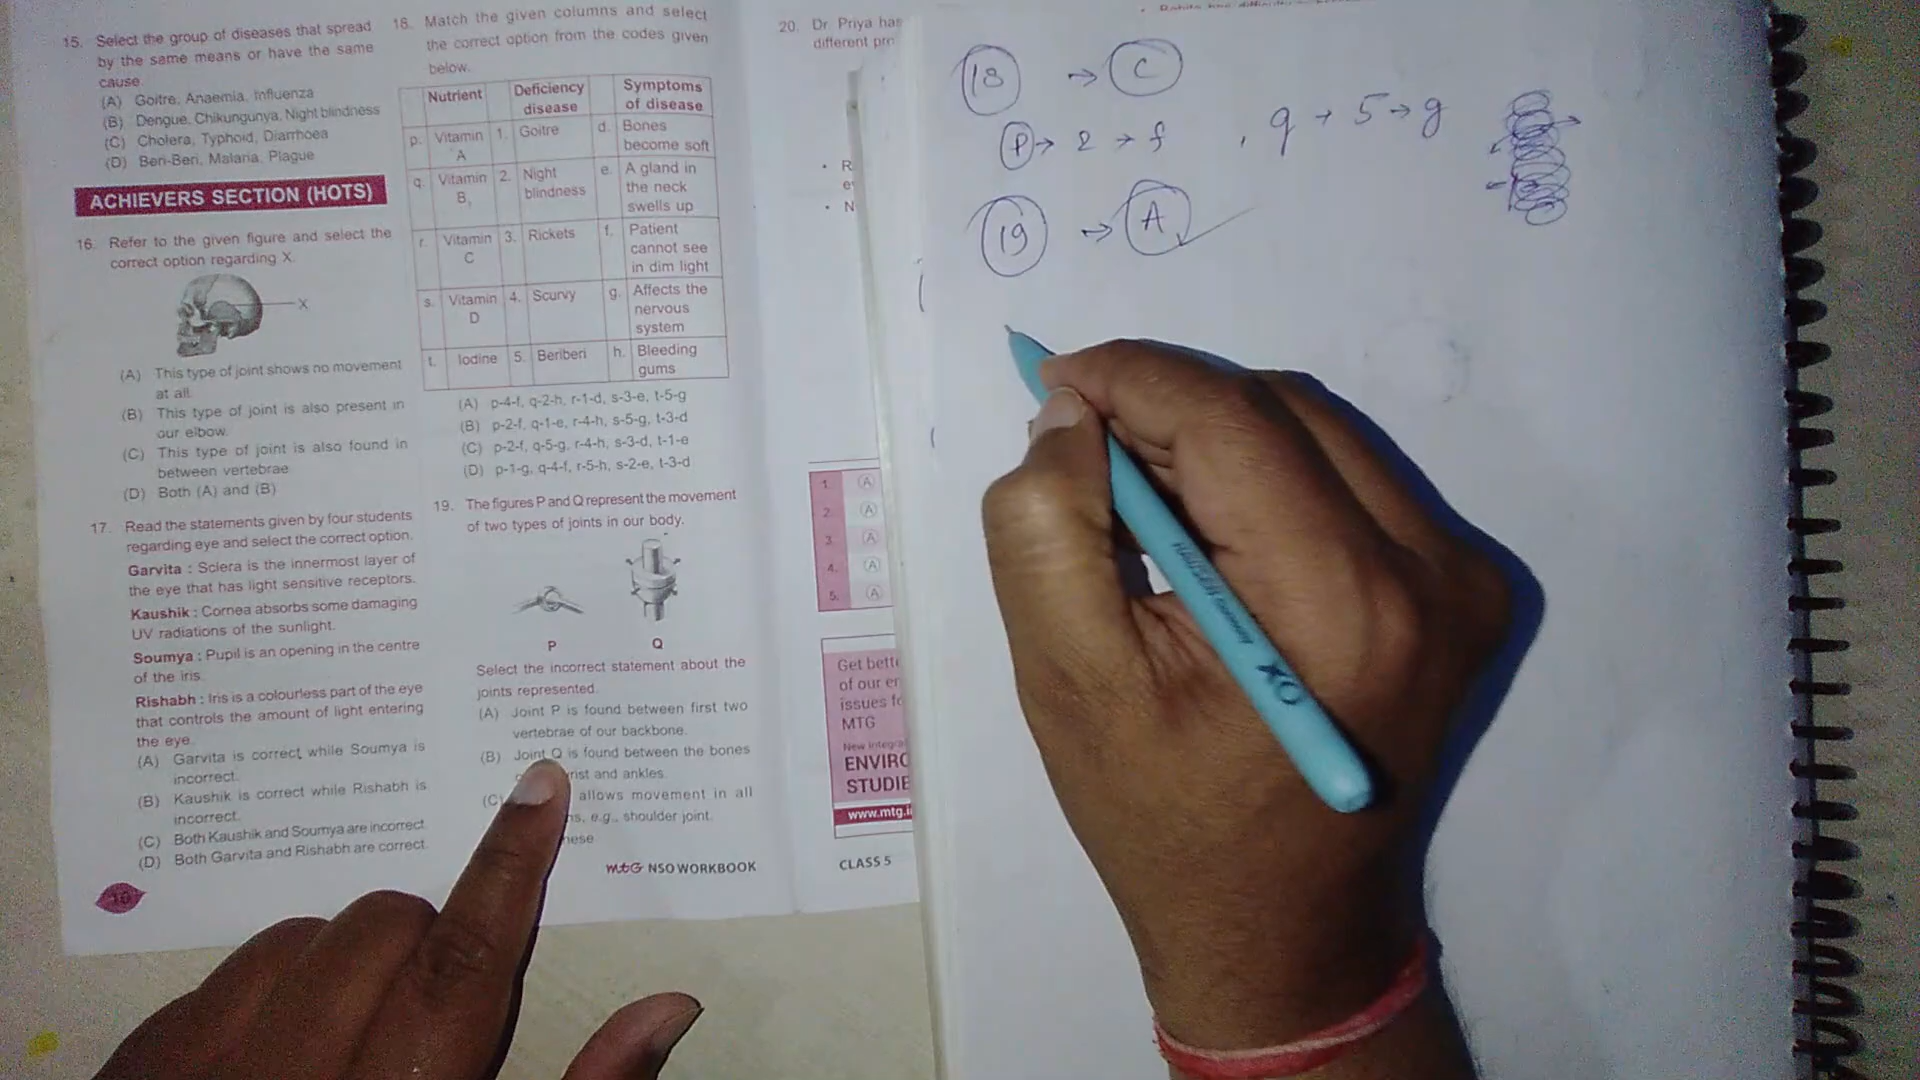 15. Select the group of diseases that spread
by the same means or have the same
cause.
(A) Goitre, Anaemia, Influenza
(B) Dengue, Chikungunya, Night blindness
(C) Cholera, Typhoid, Diarrhoea
(D) Beri-Beri, Malaria, Plague
ACHIEVERS SECTION (HOTS)
16. Refer to the given figure and select the
correct option regarding X.
X
(A) This type of joint shows no movement
at all.
(B) This type of joint is also present in
our elbow.
(C) This type of joint is also found in
between vertebrae
(D) Both (A) and (B)
17. Read the statements given by four students
regarding eye and select the correct option.
Garvita : Sclera is the innermost layer of
the eye that has light sensitive receptors.
Kaushik : Cornea absorbs some damaging
UV radiations of the sunlight.
Soumya : Pupil is an opening in the centre
of the iris.
Rishabh : Iris is a colourless part of the eye
that controls the amount of light entering
the eye.
(A) Garvita is correct while Soumya is
incorrect.
(B) Kaushik is correct while Rishabh is
incorrect.
(C) Both Kaushik and Soumya are incorrect.
(D) Both Garvita and Rishabh are correct.
18. Match the given columns and select
the correct option from the codes given
below.
Nutrient Deficiency disease Symptoms of disease
p. Vitamin A 1. Goitre d. Bones become soft
q. Vitamin B₁ 2. Night blindness e. A gland in the neck swells up
r. Vitamin C 3. Rickets f. Patient cannot see in dim light
s. Vitamin D 4. Scurvy g. Affects the nervous system
t. Iodine 5. Beriberi h. Bleeding gums
(A) p-4-f, q-2-h, r-1-d, s-3-e, t-5-g
(B) p-2-f, q-1-e, r-4-h, s-5-g, t-3-d
(C) p-2-f, q-5-g, r-4-h, s-3-d, t-1-e
(D) p-1-g, q-4-f, r-5-h, s-2-e, t-3-d
19. The figures P and Q represent the movement
of two types of joints in our body.
P Q
Select the incorrect statement about the
joints represented.
(A) Joint P is found between first two
vertebrae of our backbone.
(B) Joint Q is found between the bones
and ankles.
(C) allows movement in all
e.g., shoulder joint.
mtG NSO WORKBOOK
20. Dr. Priya has
different
1. A
2. A
3. A
4. A
5. A
Get
of our
issues
MTG
www.mtg.i
CLASS 5
18 → C
P → 2 → f , q → 5 → g
19 → A
HAUSER XO